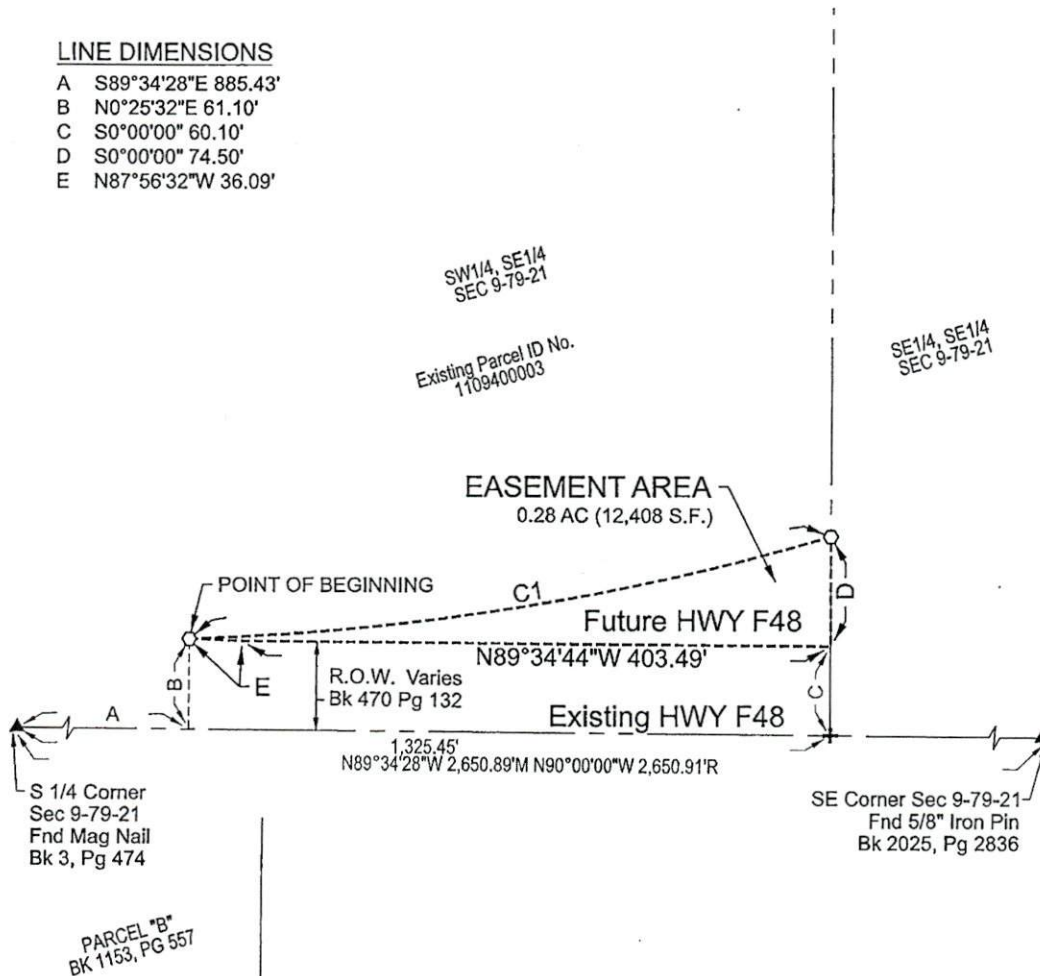 LINE DIMENSIONS
A S89°34'28"E 885.43'
B N0°25'32"E 61.10'
C S0°00'00" 60.10'
D S0°00'00" 74.50'
E N87°56'32"W 36.09'
SW1/4, SE1/4
SEC 9-79-21
Existing Parcel ID No.
1109400003
SE1/4, SE1/4
SEC 9-79-21
EASEMENT AREA
0.28 AC (12,408 S.F.)
POINT OF BEGINNING
C1
D
Future HWY F48
N89°34'44"W 403.49'
B
E
R.O.W. Varies
Bk 470 Pg 132
C
A
Existing HWY F48
1,325.45'
N89°34'28"W 2,650.89'M N90°00'00"W 2,650.91'R
S 1/4 Corner
Sec 9-79-21
Fnd Mag Nail
Bk 3, Pg 474
SE Corner Sec 9-79-21
Fnd 5/8" Iron Pin
Bk 2025, Pg 2836
PARCEL "B"
BK 1153, PG 557